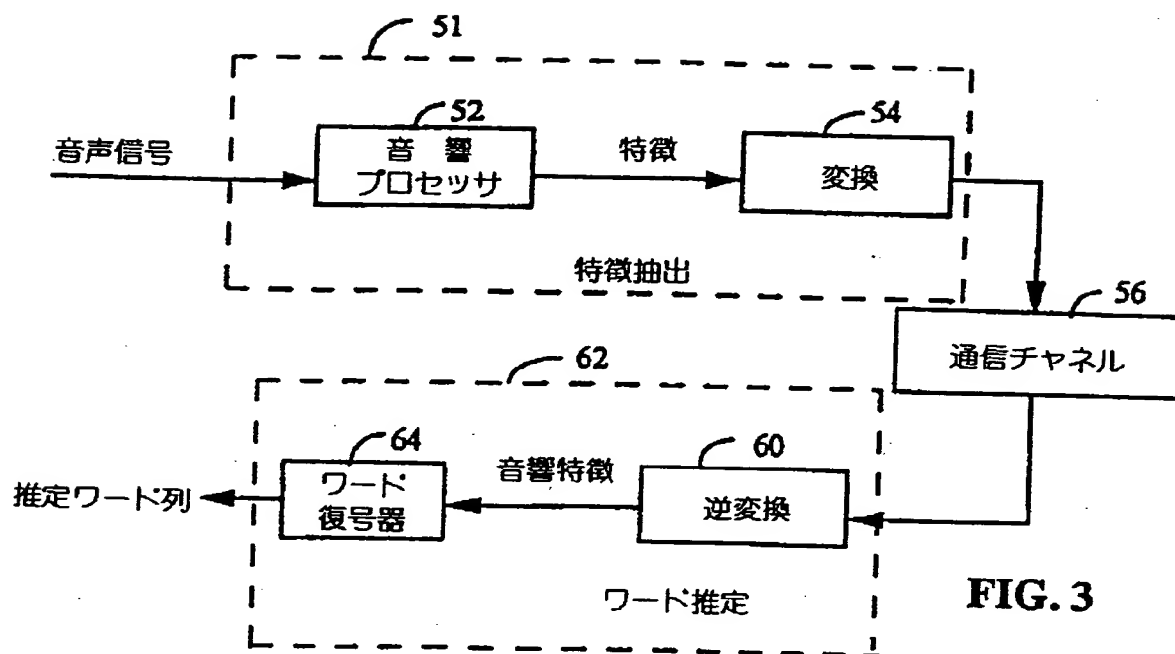 51
52
54
音声信号
音 響
プロセッサ
特徴
変換
特徴抽出
56
通信チャネル
62
64
60
推定ワード列
ワード
復号器
音響特徴
逆変換
ワード推定
FIG. 3